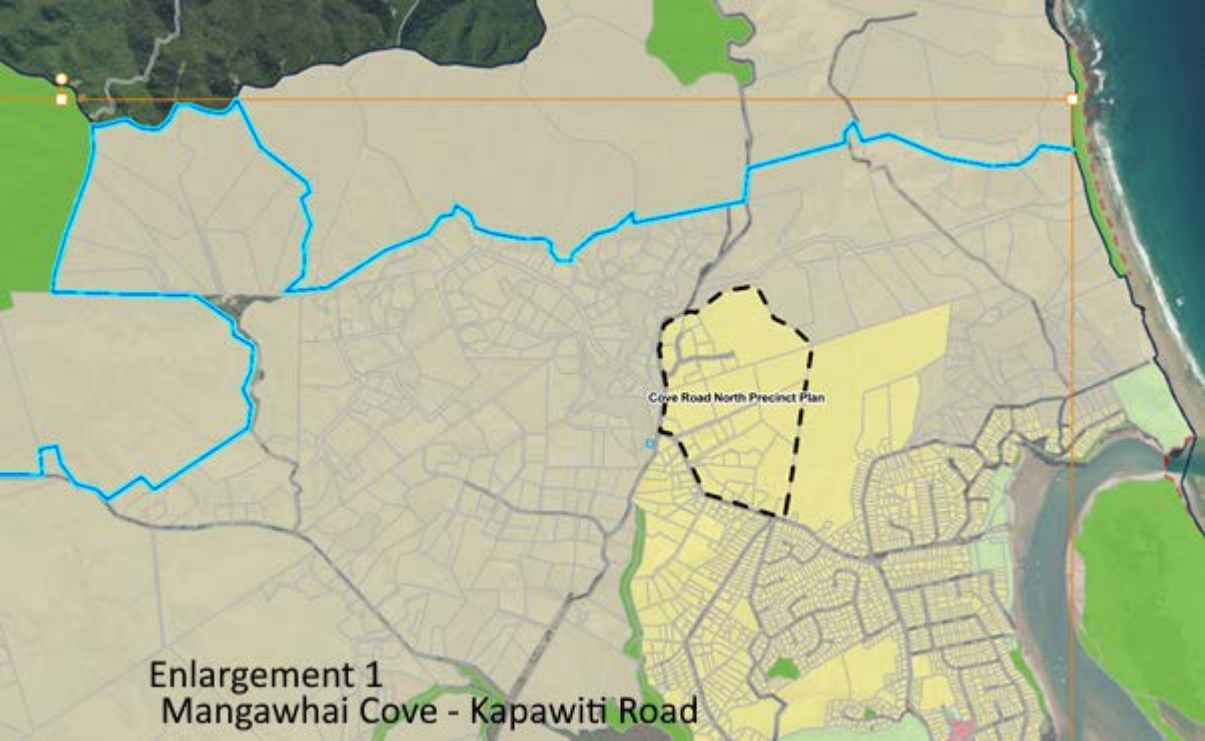 Cove Road North Precinct Plan
Enlargement 1
Mangawhai Cove - Kapawiti Road